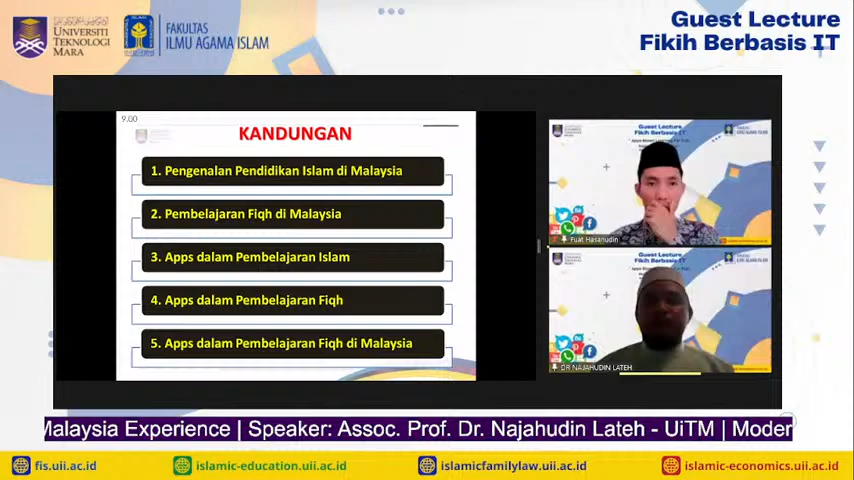 UNIVERSITI
TEKNOLOGI
MARA
FAKULTAS
ILMU AGAMA ISLAM
Guest Lecture
Fikih Berbasis IT
9.00
KANDUNGAN
1. Pengenalan Pendidikan Islam di Malaysia
2. Pembelajaran Fiqh di Malaysia
3. Apps dalam Pembelajaran Islam
4. Apps dalam Pembelajaran Fiqh
5. Apps dalam Pembelajaran Fiqh di Malaysia
Guest Lecture
Fikih Berbasis IT
Fuat Hasanudin
Guest Lecture
Fikih Berbasis IT
DR NAJAHUDIN LATEH
Malaysia Experience | Speaker: Assoc. Prof. Dr. Najahudin Lateh - UiTM | Moder
fis.uii.ac.id
islamic-education.uii.ac.id
islamicfamilylaw.uii.ac.id
islamic-economics.uii.ac.id